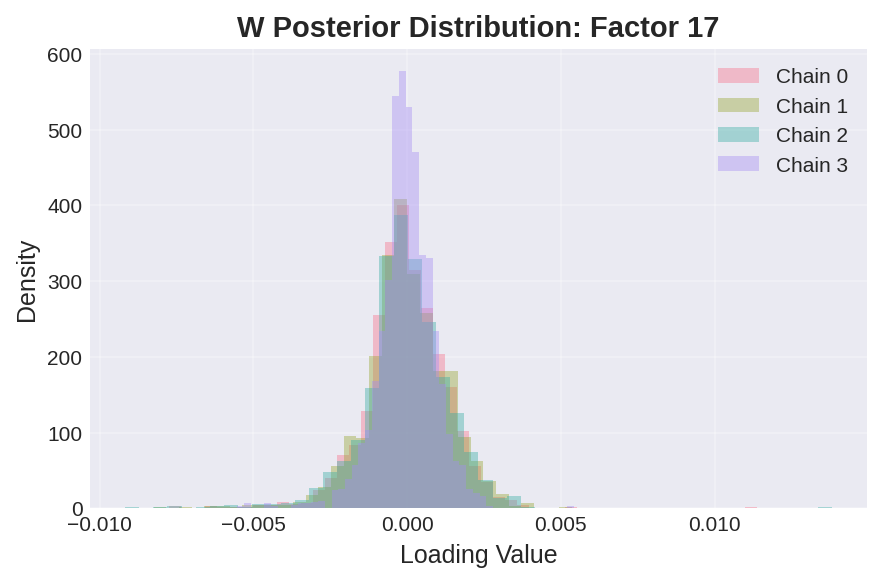 W Posterior Distribution: Factor 17
600
500
400
300
200
100
0
Density
−0.010
−0.005
0.000
0.005
0.010
Loading Value
Chain 0
Chain 1
Chain 2
Chain 3